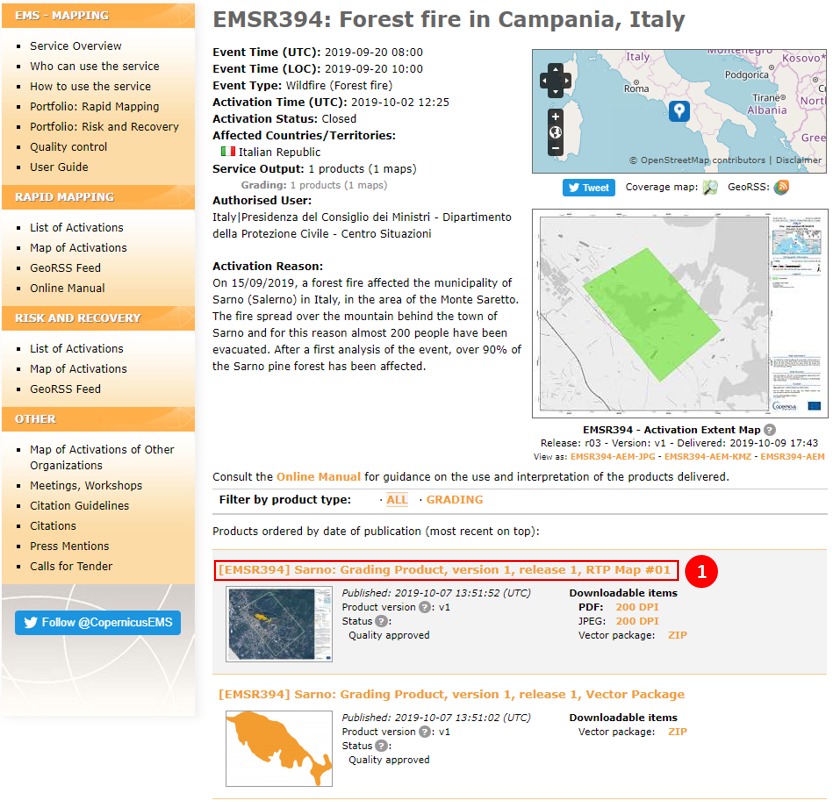 EMS - MAPPING
Service Overview
Who can use the service
How to use the service
Portfolio: Rapid Mapping
Portfolio: Risk and Recovery
Quality control
User Guide
RAPID MAPPING
List of Activations
Map of Activations
GeoRSS Feed
Online Manual
RISK AND RECOVERY
List of Activations
Map of Activations
GeoRSS Feed
OTHER
Map of Activations of Other
Organizations
Meetings, Workshops
Citation Guidelines
Citations
Press Mentions
Calls for Tender
Follow @CopernicusEMS
EMSR394: Forest fire in Campania, Italy
Event Time (UTC): 2019-09-20 08:00
Event Time (LOC): 2019-09-20 10:00
Event Type: Wildfire (Forest fire)
Activation Time (UTC): 2019-10-02 12:25
Activation Status: Closed
Affected Countries/Territories:
Italian Republic
Service Output: 1 products (1 maps)
Grading: 1 products (1 maps)
Authorised User:
Italy|Presidenza del Consiglio dei Ministri - Dipartimento
della Protezione Civile - Centro Situazioni
Activation Reason:
On 15/09/2019, a forest fire affected the municipality of
Sarno (Salerno) in Italy, in the area of the Monte Saretto.
The fire spread over the mountain behind the town of
Sarno and for this reason almost 200 people have been
evacuated. After a first analysis of the event, over 90% of
the Sarno pine forest has been affected.
Italy
Montenegro
Kosovo*
Podgorica
Roma
Tiranë
Albania
North
Gree
+
−
© OpenStreetMap contributors | Disclaimer
Tweet
Coverage map:
GeoRSS:
Copernicus
EMSR394 - Activation Extent Map ?
Release: r03 - Version: v1 - Delivered: 2019-10-09 17:43
View as: EMSR394-AEM-JPG - EMSR394-AEM-KMZ - EMSR394-AEM
Consult the Online Manual for guidance on the use and interpretation of the products delivered.
Filter by product type: · ALL · GRADING
Products ordered by date of publication (most recent on top):
[EMSR394] Sarno: Grading Product, version 1, release 1, RTP Map #01
1
Published: 2019-10-07 13:51:52 (UTC)
Product version ?: v1
Status ?:
Quality approved
Downloadable items
PDF: 200 DPI
JPEG: 200 DPI
Vector package: ZIP
[EMSR394] Sarno: Grading Product, version 1, release 1, Vector Package
Published: 2019-10-07 13:51:02 (UTC)
Product version ?: v1
Status ?:
Quality approved
Downloadable items
Vector package: ZIP